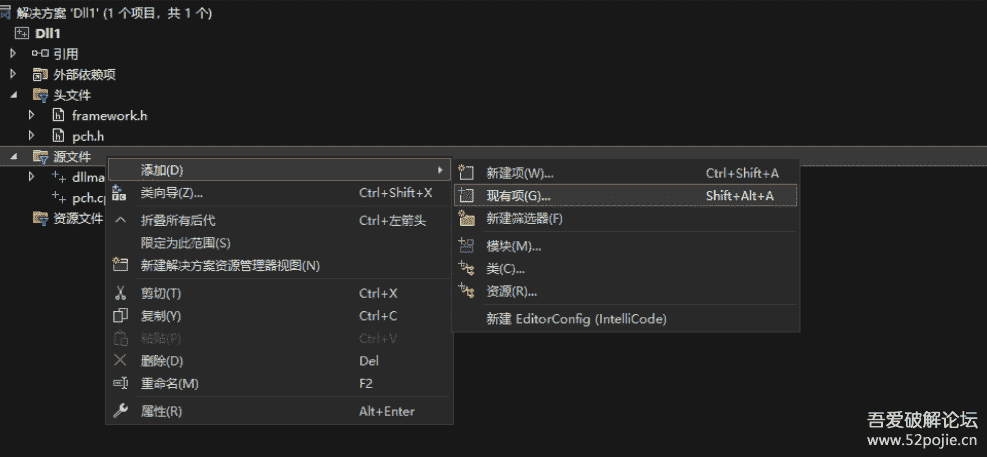 解决方案 'Dll1' (1 个项目，共 1 个)
Dll1
引用
外部依赖项
头文件
framework.h
pch.h
源文件
dllma
pch.cp
资源文件
添加(D)
类向导(Z)... Ctrl+Shift+X
折叠所有后代 Ctrl+左箭头
限定为此范围(S)
新建解决方案资源管理器视图(N)
剪切(T) Ctrl+X
复制(Y) Ctrl+C
粘贴(P) Ctrl+V
删除(D) Del
重命名(M) F2
属性(R) Alt+Enter
新建项(W)... Ctrl+Shift+A
现有项(G)... Shift+Alt+A
新建筛选器(F)
模块(M)...
类(C)...
资源(R)...
新建 EditorConfig (IntelliCode)
吾爱破解论坛
www.52pojie.cn